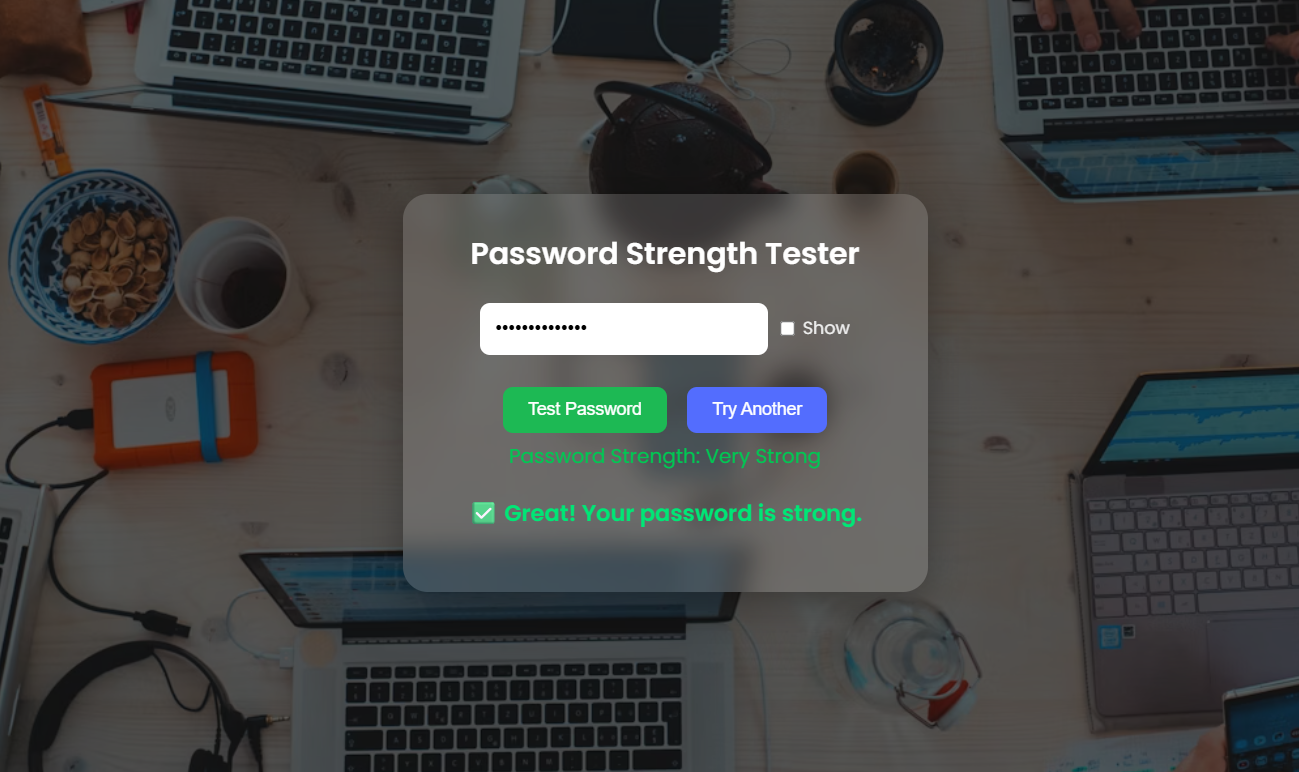 Password Strength Tester
••••••••••••••
Show
Test Password
Try Another
Password Strength: Very Strong
✅ Great! Your password is strong.